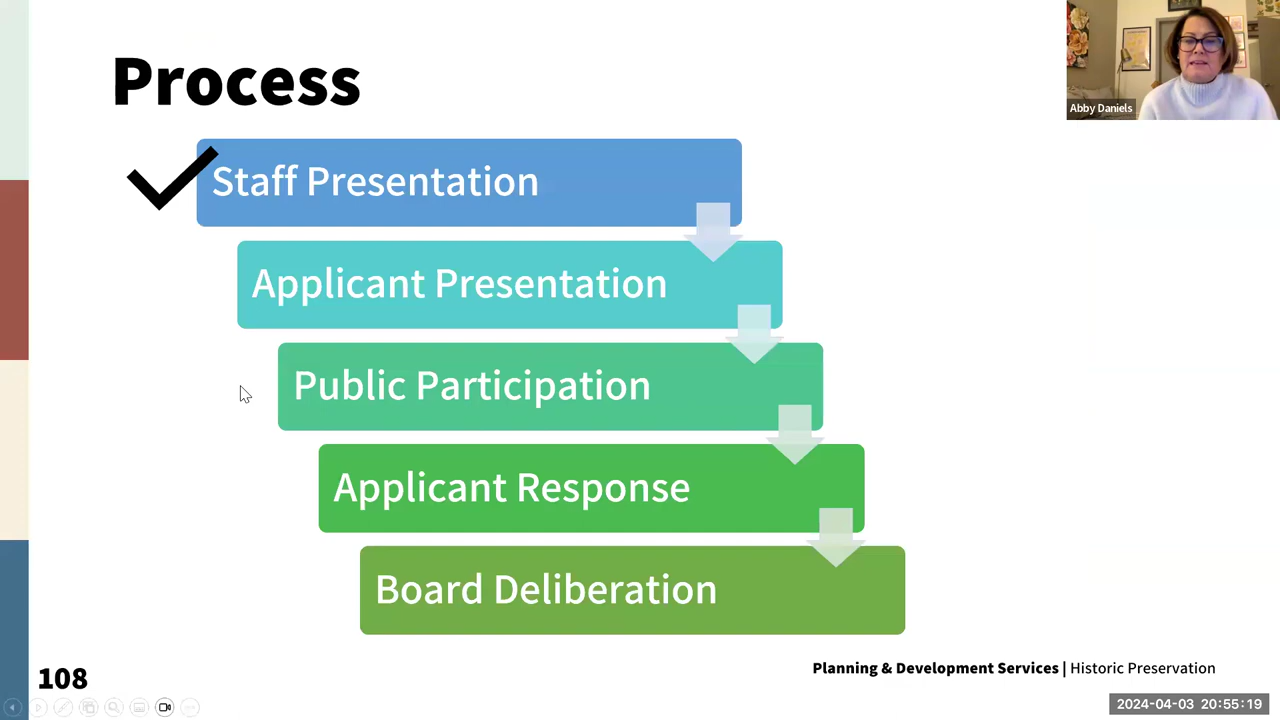 Process
Abby Daniels
Staff Presentation
Applicant Presentation
Public Participation
Applicant Response
Board Deliberation
108
Planning & Development Services | Historic Preservation
2024-04-03 20:55:19